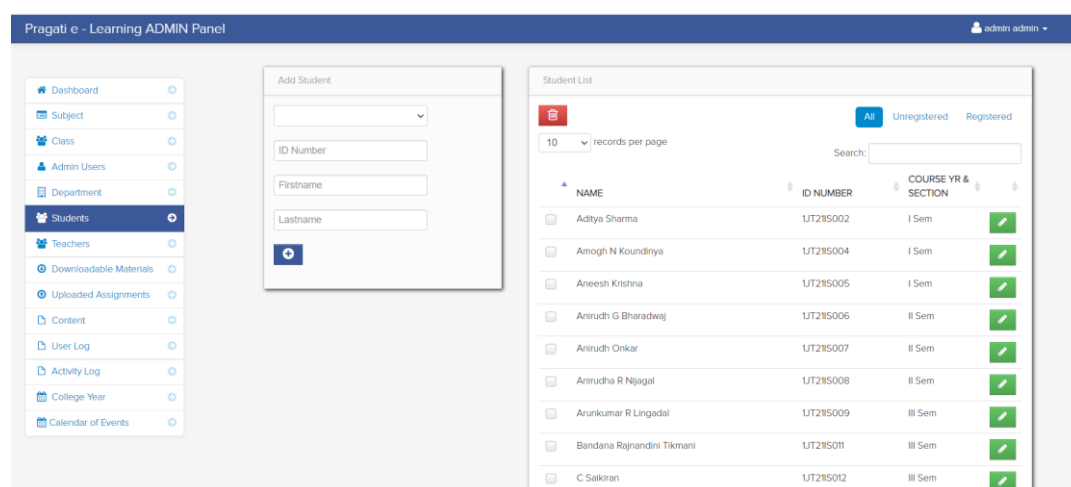 Pragati e - Learning ADMIN Panel
admin admin
Dashboard
Subject
Class
Admin Users
Department
Students
Teachers
Downloadable Materials
Uploaded Assignments
Content
User Log
Activity Log
College Year
Calendar of Events
Add Student
ID Number
Firstname
Lastname
Student List
All Unregistered Registered
10 records per page
Search:
NAME ID NUMBER COURSE YR & SECTION
Aditya Sharma 1JT21IS002 I Sem
Amogh N Koundinya 1JT21IS004 I Sem
Aneesh Krishna 1JT21IS005 I Sem
Anirudh G Bharadwaj 1JT21IS006 II Sem
Anirudh Onkar 1JT21IS007 II Sem
Anirudha R Nijagal 1JT21IS008 II Sem
Arunkumar R Lingadal 1JT21IS009 III Sem
Bandana Rajnandini Tikmani 1JT21IS011 III Sem
C Saikiran 1JT21IS012 III Sem